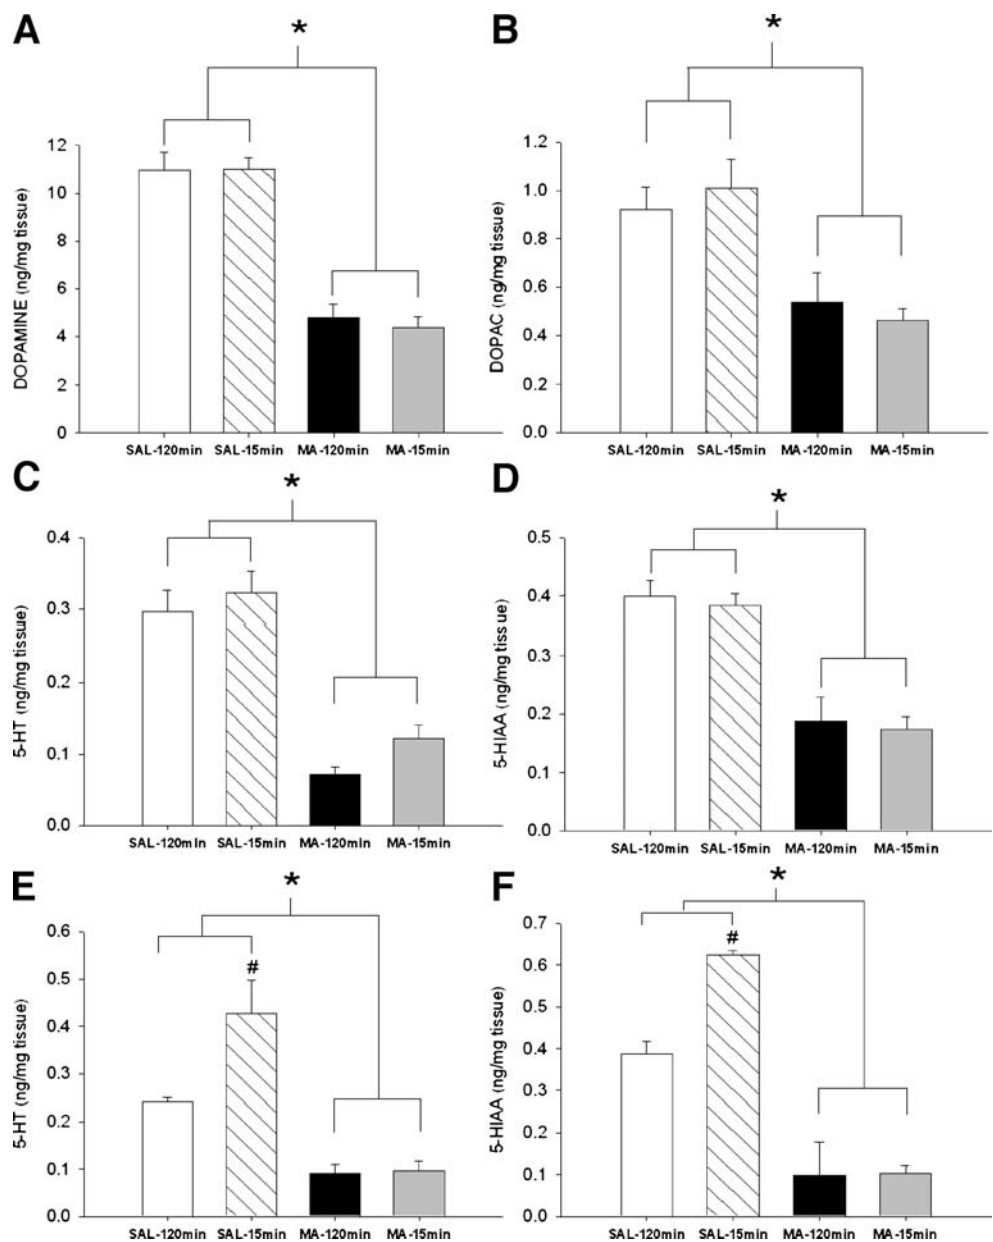 A
*
DOPAMINE (ng/mg tissue)
12
10
8
6
4
2
0
SAL-120min SAL-15min MA-120min MA-15min
B
*
DOPAC (ng/mg tissue)
1.2
1.0
0.8
0.6
0.4
0.2
0.0
SAL-120min SAL-15min MA-120min MA-15min
C
*
5-HT (ng/mg tissue)
0.4
0.3
0.2
0.1
0.0
SAL-120min SAL-15min MA-120min MA-15min
D
*
5-HIAA (ng/mg tissue)
0.5
0.4
0.3
0.2
0.1
0.0
SAL-120min SAL-15min MA-120min MA-15min
E
*
#
5-HT (ng/mg tissue)
0.6
0.5
0.4
0.3
0.2
0.1
0.0
SAL-120min SAL-15min MA-120min MA-15min
F
*
#
5-HIAA (ng/mg tissue)
0.7
0.6
0.5
0.4
0.3
0.2
0.1
0.0
SAL-120min SAL-15min MA-120min MA-15min